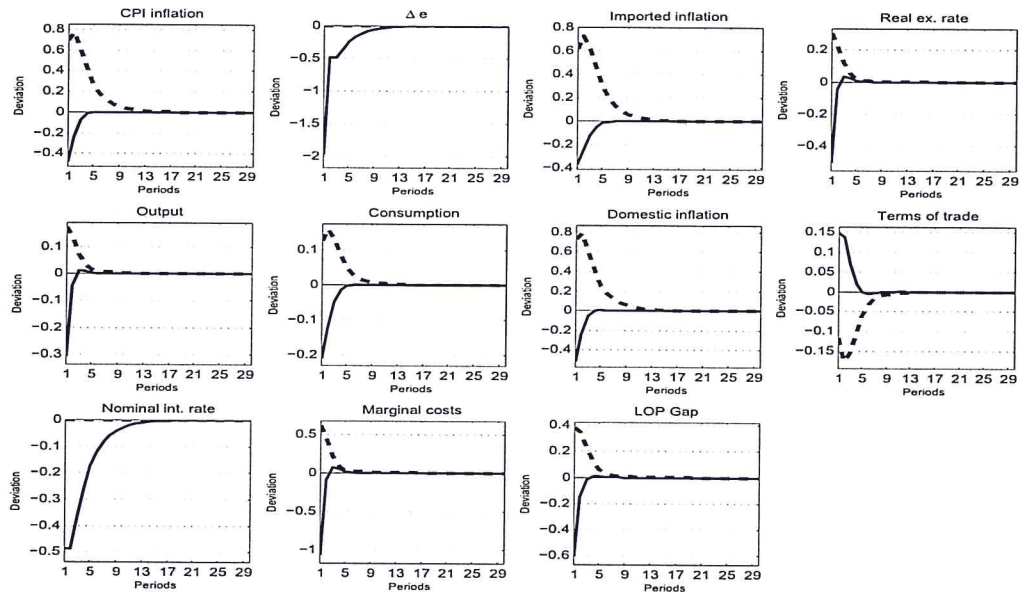 CPI inflation
Deviation
0.8
0.6
0.4
0.2
0
−0.2
−0.4
1 5 9 13 17 21 25 29
Periods
Δ e
Deviation
0
−0.5
−1
−1.5
−2
1 5 9 13 17 21 25 29
Periods
Imported inflation
Deviation
0.8
0.6
0.4
0.2
0
−0.2
−0.4
1 5 9 13 17 21 25 29
Periods
Real ex. rate
Deviation
0.2
0
−0.2
−0.4
1 5 9 13 17 21 25 29
Periods
Output
Deviation
0.1
0
−0.1
−0.2
−0.3
1 5 9 13 17 21 25 29
Periods
Consumption
Deviation
0.1
0
−0.1
−0.2
1 5 9 13 17 21 25 29
Periods
Domestic inflation
Deviation
0.8
0.6
0.4
0.2
0
−0.2
−0.4
1 5 9 13 17 21 25 29
Periods
Terms of trade
Deviation
0.15
0.1
0.05
0
−0.05
−0.1
−0.15
1 5 9 13 17 21 25 29
Periods
Nominal int. rate
Deviation
0
−0.1
−0.2
−0.3
−0.4
−0.5
1 5 9 13 17 21 25 29
Periods
Marginal costs
Deviation
0.5
0
−0.5
−1
1 5 9 13 17 21 25 29
Periods
LOP Gap
Deviation
0.4
0.2
0
−0.2
−0.4
−0.6
1 5 9 13 17 21 25 29
Periods